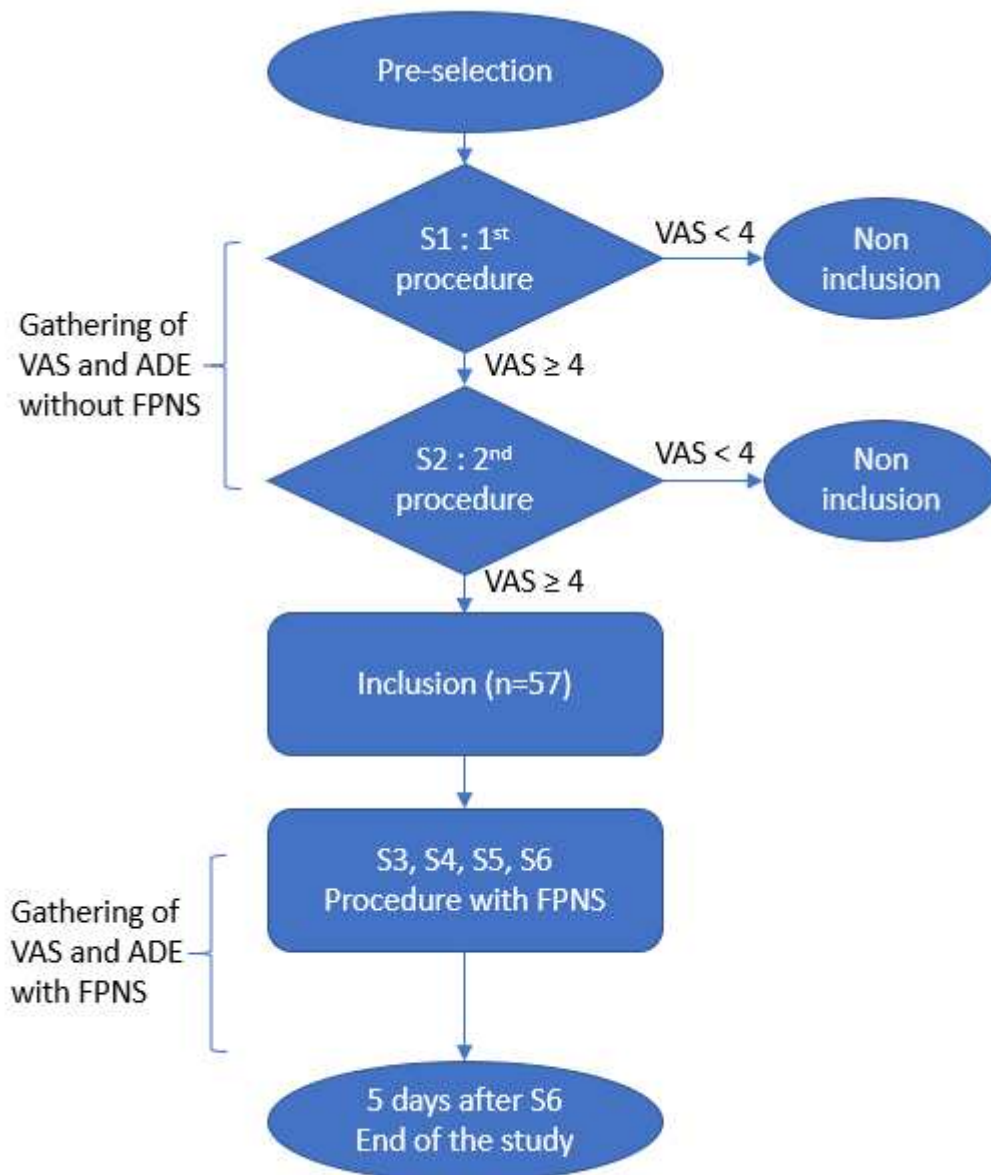 Pre-selection
S1 : 1st
procedure
VAS < 4
Non
inclusion
Gathering of
VAS and ADE
without FPNS
VAS ≥ 4
S2 : 2nd
procedure
VAS < 4
Non
inclusion
VAS ≥ 4
Inclusion (n=57)
S3, S4, S5, S6
Procedure with FPNS
Gathering of
VAS and ADE
with FPNS
5 days after S6
End of the study